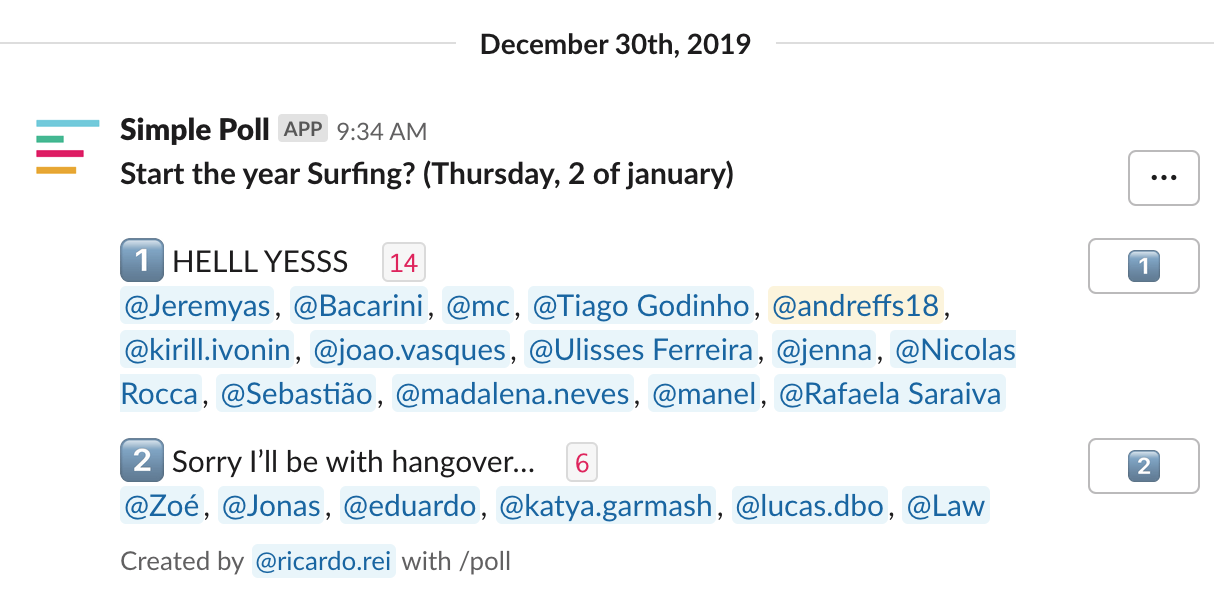 December 30th, 2019
Simple Poll APP 9:34 AM
Start the year Surfing? (Thursday, 2 of january)
...
1 HELLL YESSS 14
1
@Jeremyas, @Bacarini, @mc, @Tiago Godinho, @andreffs18,
@kirill.ivonin, @joao.vasques, @Ulisses Ferreira, @jenna, @Nicolas
Rocca, @Sebastião, @madalena.neves, @manel, @Rafaela Saraiva
2 Sorry I’ll be with hangover... 6
2
@Zoé, @Jonas, @eduardo, @katya.garmash, @lucas.dbo, @Law
Created by @ricardo.rei with /poll